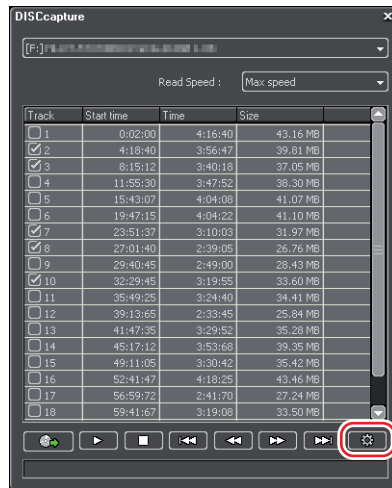 DISCcapture
[F:]
Read Speed : Max speed
Track Start time Time Size
1 0:02:00 4:16:40 43.16 MB
2 4:18:40 3:56:47 39.81 MB
3 8:15:12 3:40:18 37.05 MB
4 11:55:30 3:47:52 38.30 MB
5 15:43:07 4:04:08 41.07 MB
6 19:47:15 4:04:22 41.10 MB
7 23:51:37 3:10:03 31.97 MB
8 27:01:40 2:39:05 26.76 MB
9 29:40:45 2:49:00 28.43 MB
10 32:29:45 3:19:55 33.60 MB
11 35:49:25 3:24:40 34.41 MB
12 39:13:65 2:33:45 25.84 MB
13 41:47:35 3:29:52 35.28 MB
14 45:17:12 3:53:68 39.35 MB
15 49:11:05 3:30:42 35.42 MB
16 52:41:47 4:18:25 43.46 MB
17 56:59:72 2:41:70 27.24 MB
18 59:41:67 3:19:08 33.50 MB